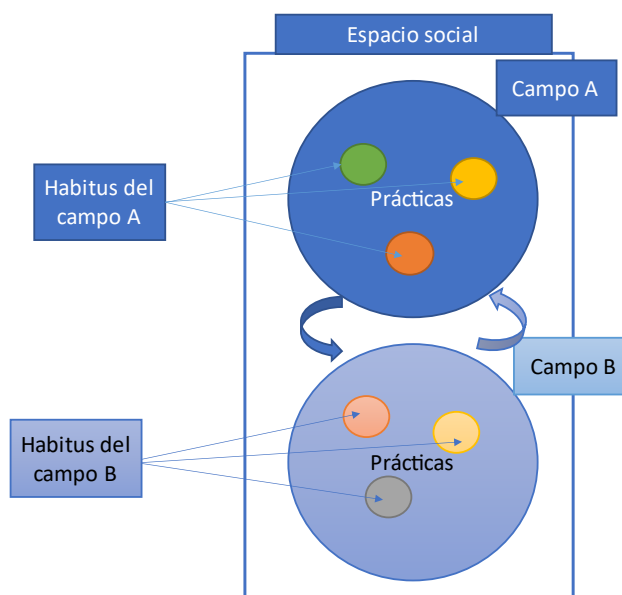 Espacio social
Campo A
Habitus del
campo A
Prácticas
Campo B
Habitus del
campo B
Prácticas